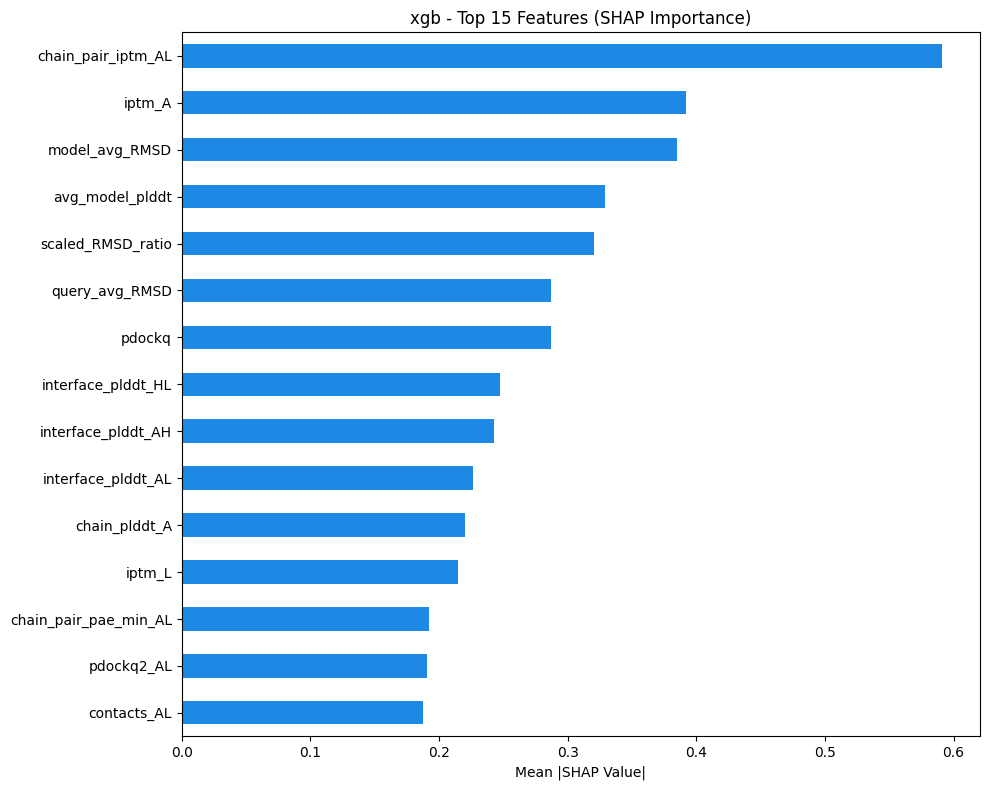 xgb - Top 15 Features (SHAP Importance)
chain_pair_iptm_AL
iptm_A
model_avg_RMSD
avg_model_plddt
scaled_RMSD_ratio
query_avg_RMSD
pdockq
interface_plddt_HL
interface_plddt_AH
interface_plddt_AL
chain_plddt_A
iptm_L
chain_pair_pae_min_AL
pdockq2_AL
contacts_AL
0.0 0.1 0.2 0.3 0.4 0.5 0.6
Mean |SHAP Value|